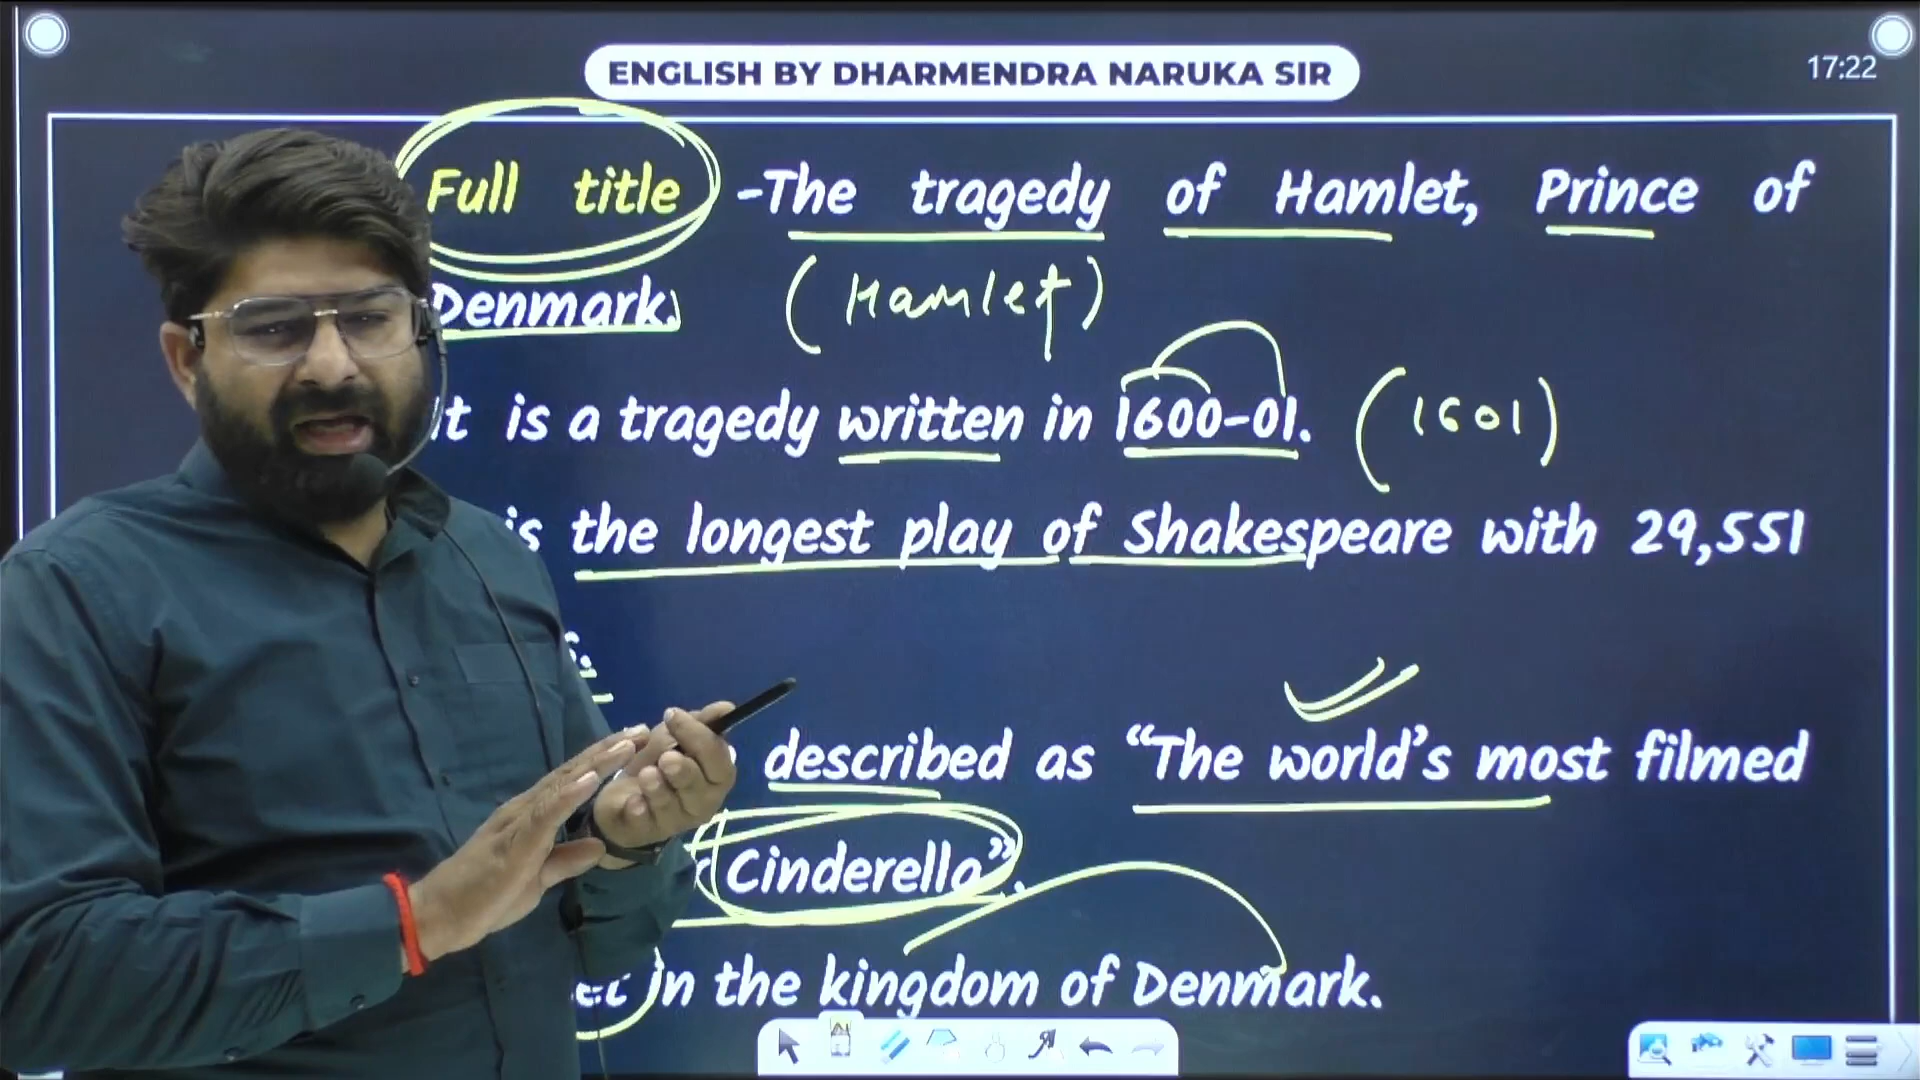 ENGLISH BY DHARMENDRA NARUKA SIR
17:22
Full title -The tragedy of Hamlet, Prince of
Denmark. (Hamlet)
It is a tragedy written in 1600-01. (1601)
is the longest play of Shakespeare with 29,551
described as “The world’s most filmed
Cinderella”.
in the kingdom of Denmark.